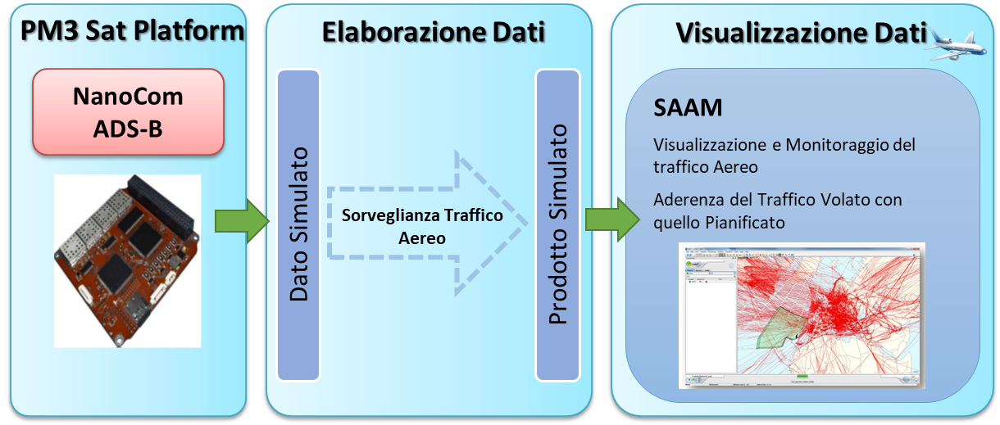 PM3 Sat Platform
NanoCom
ADS-B
Elaborazione Dati
Dato Simulato
Sorveglianza Traffico
Aereo
Prodotto Simulato
Visualizzazione Dati
SAAM
Visualizzazione e Monitoraggio del
traffico Aereo
Aderenza del Traffico Volato con
quello Pianificato